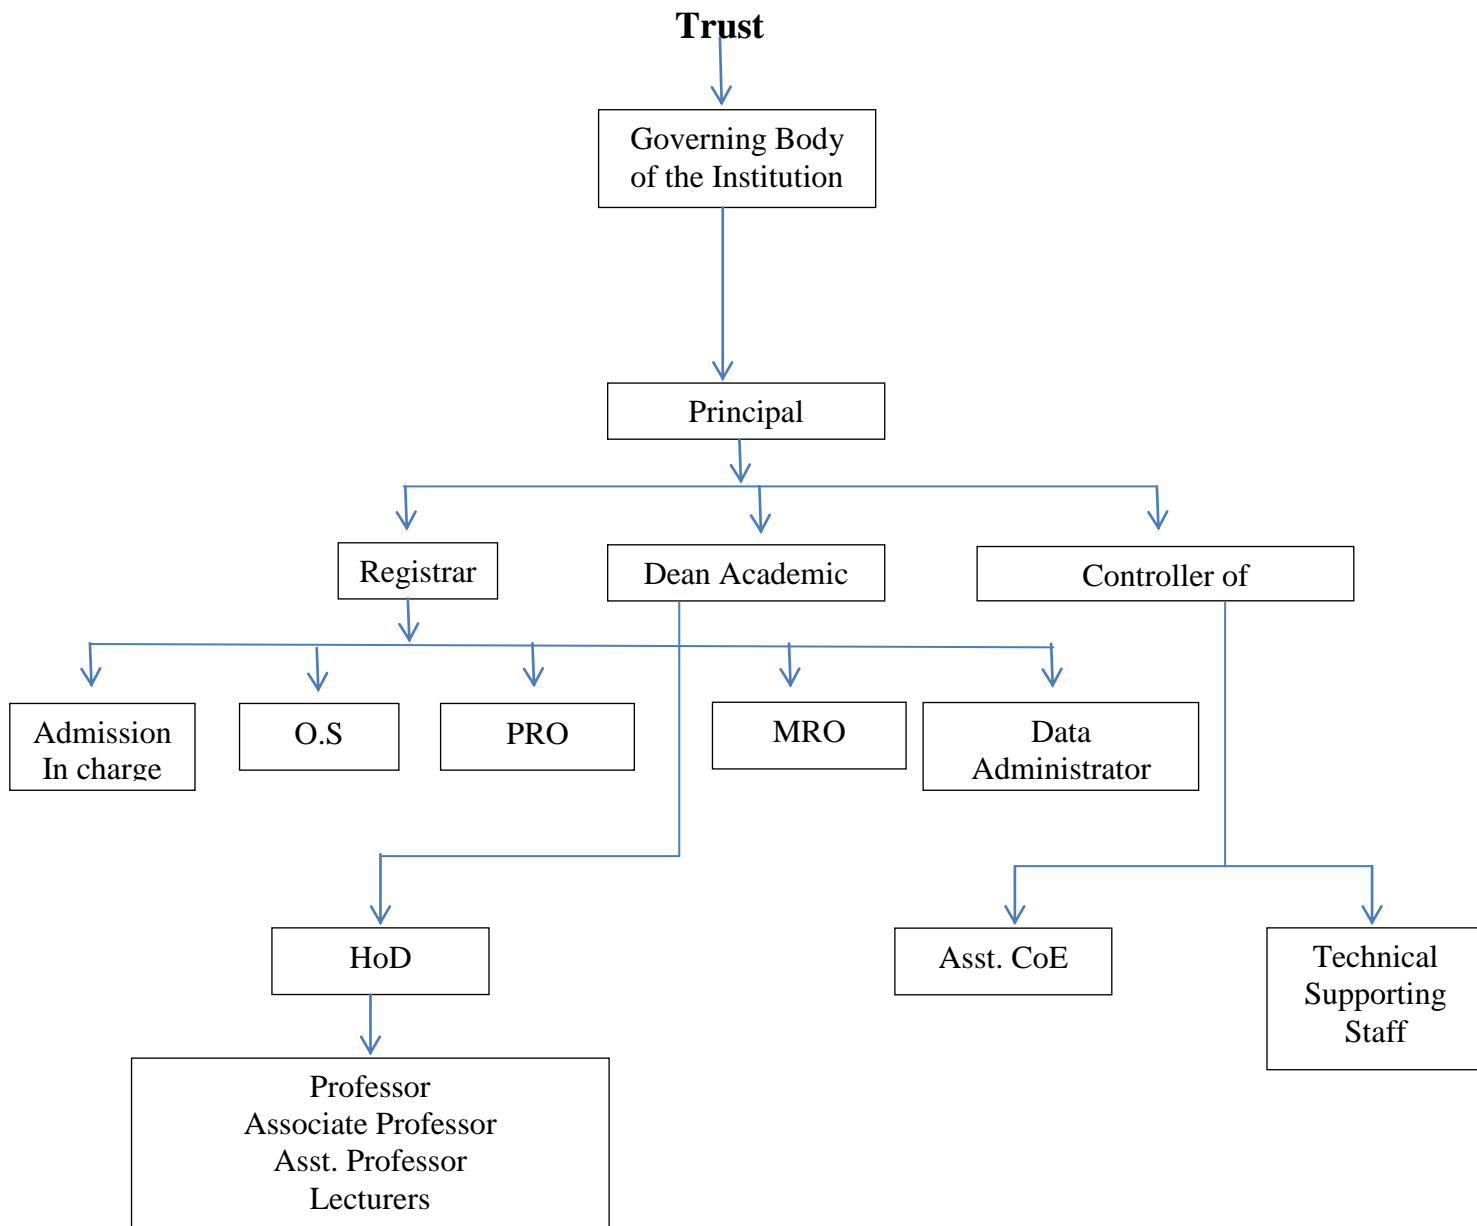 Trust
Governing Body
of the Institution
Principal
Registrar
Dean Academic
Controller of
Admission
In charge
O.S
PRO
MRO
Data
Administrator
HoD
Asst. CoE
Technical
Supporting
Staff
Professor
Associate Professor
Asst. Professor
Lecturers